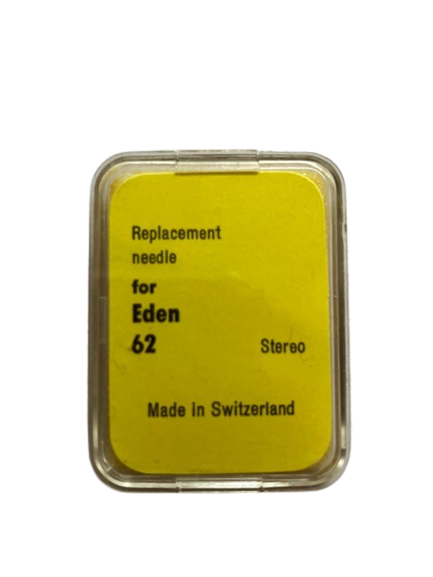 Replacement
needle
for
Eden
62 Stereo
Made in Switzerland